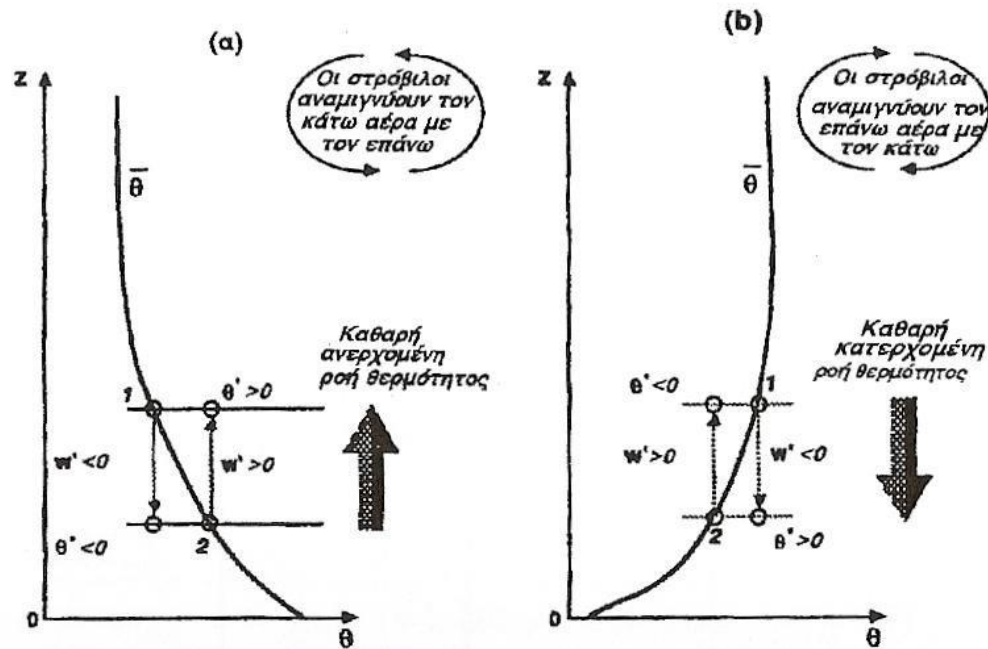 (α)
Z
Οι στρόβιλοι
αναμιγνύουν τον
κάτω αέρα με
τον επάνω
θ
Καθαρή
ανερχομένη
ροή θερμότητος
1
θ' >0
w' <0
w' >0
θ' <0
2
0
θ
(b)
Z
Οι στρόβιλοι
αναμιγνύουν τον
επάνω αέρα με
τον κάτω
θ
Καθαρή
κατερχομένη
ροή θερμότητος
θ' <0
1
w' >0
w' <0
2
θ' >0
0
θ